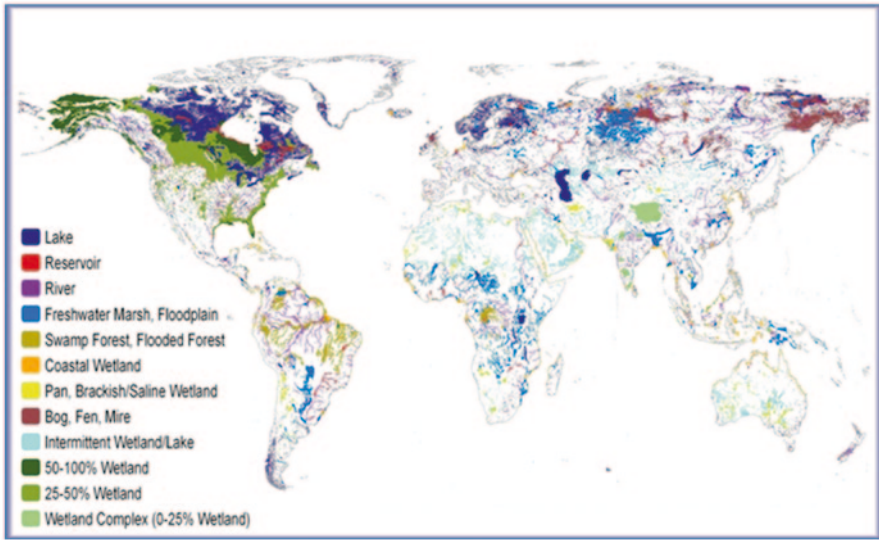 Lake
Reservoir
River
Freshwater Marsh, Floodplain
Swamp Forest, Flooded Forest
Coastal Wetland
Pan, Brackish/Saline Wetland
Bog, Fen, Mire
Intermittent Wetland/Lake
50-100% Wetland
25-50% Wetland
Wetland Complex (0-25% Wetland)